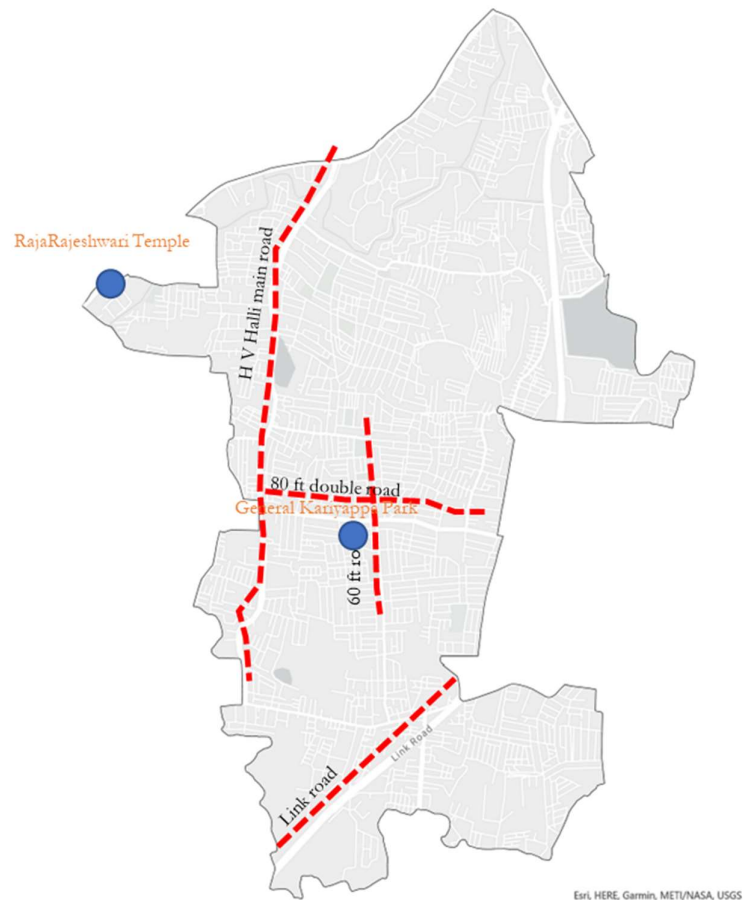 RajaRajeshwari Temple
H V Halli main road
80 ft double road
General Kariyappa Park
60 ft ro
Link road
Link Road
Esri, HERE, Garmin, METI/NASA, USGS